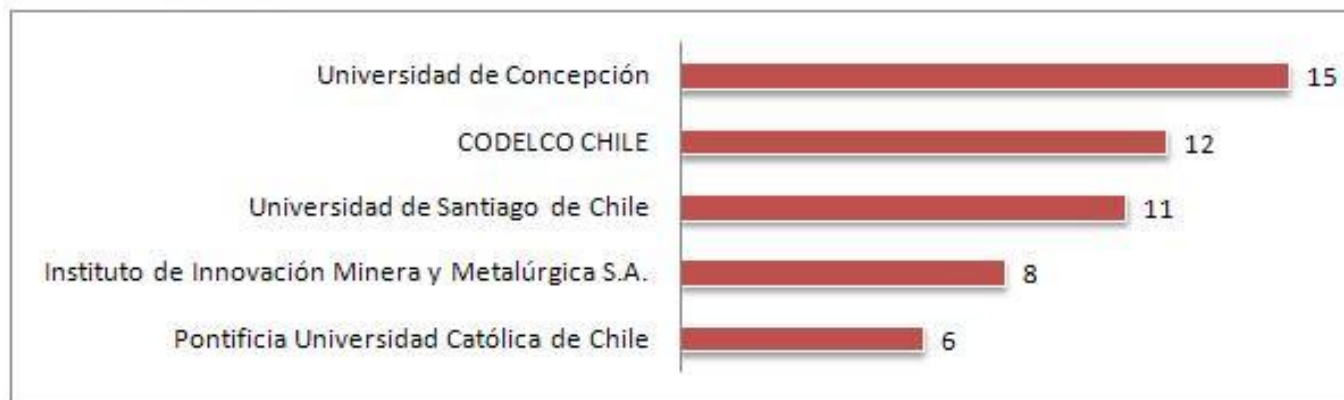 Universidad de Concepción 15
CODELCO CHILE 12
Universidad de Santiago de Chile 11
Instituto de Innovación Minera y Metalúrgica S.A. 8
Pontificia Universidad Católica de Chile 6